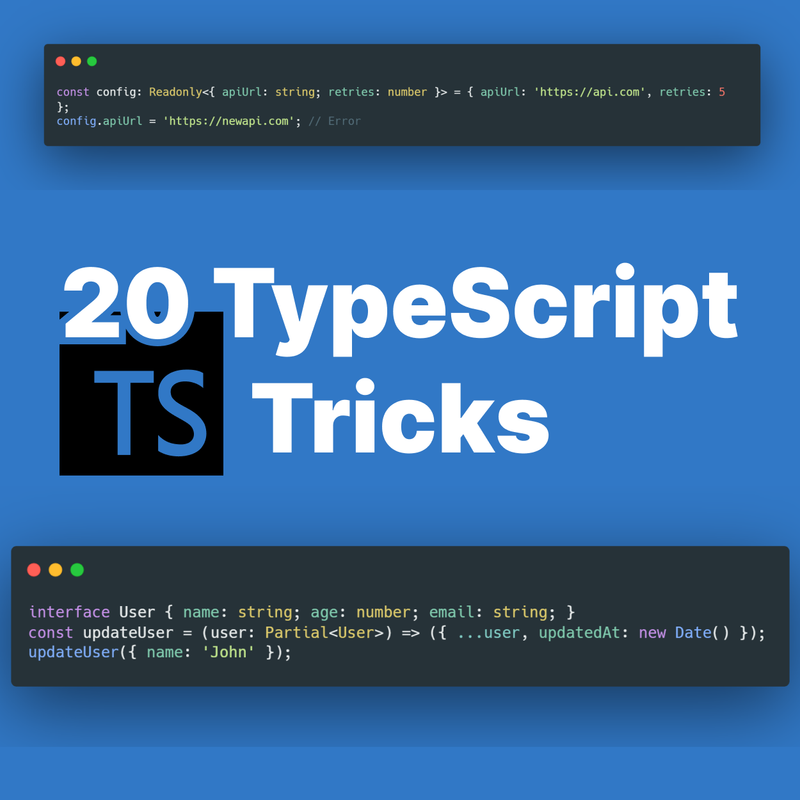 const config: Readonly<{ apiUrl: string; retries: number }> = { apiUrl: 'https://api.com', retries: 5
};
config.apiUrl = 'https://newapi.com'; // Error
20 TypeScript
TS Tricks
interface User { name: string; age: number; email: string; }
const updateUser = (user: Partial<User>) => ({ ...user, updatedAt: new Date() });
updateUser({ name: 'John' });